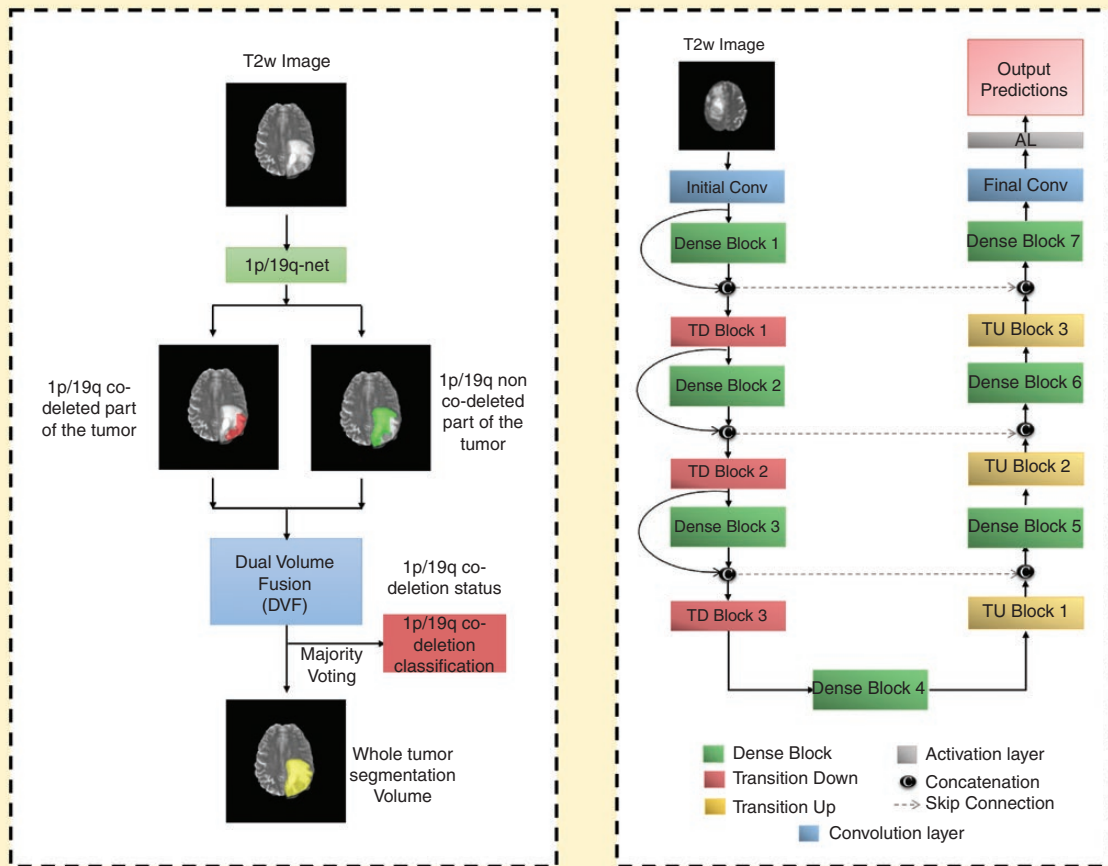 T2w Image
1p/19q-net
1p/19q co-
deleted part
of the tumor
1p/19q non
co-deleted
part of the
tumor
Dual Volume
Fusion
(DVF)
1p/19q co-
deletion status
1p/19q co-
deletion
classification
Majority
Voting
Whole tumor
segmentation
Volume
T2w Image
Initial Conv
Dense Block 1
C
TD Block 1
Dense Block 2
C
TD Block 2
Dense Block 3
C
TD Block 3
Dense Block 4
Output
Predictions
AL
Final Conv
Dense Block 7
C
TU Block 3
Dense Block 6
C
TU Block 2
Dense Block 5
C
TU Block 1
Dense Block
Transition Down
Transition Up
Activation layer
C Concatenation
Skip Connection
Convolution layer